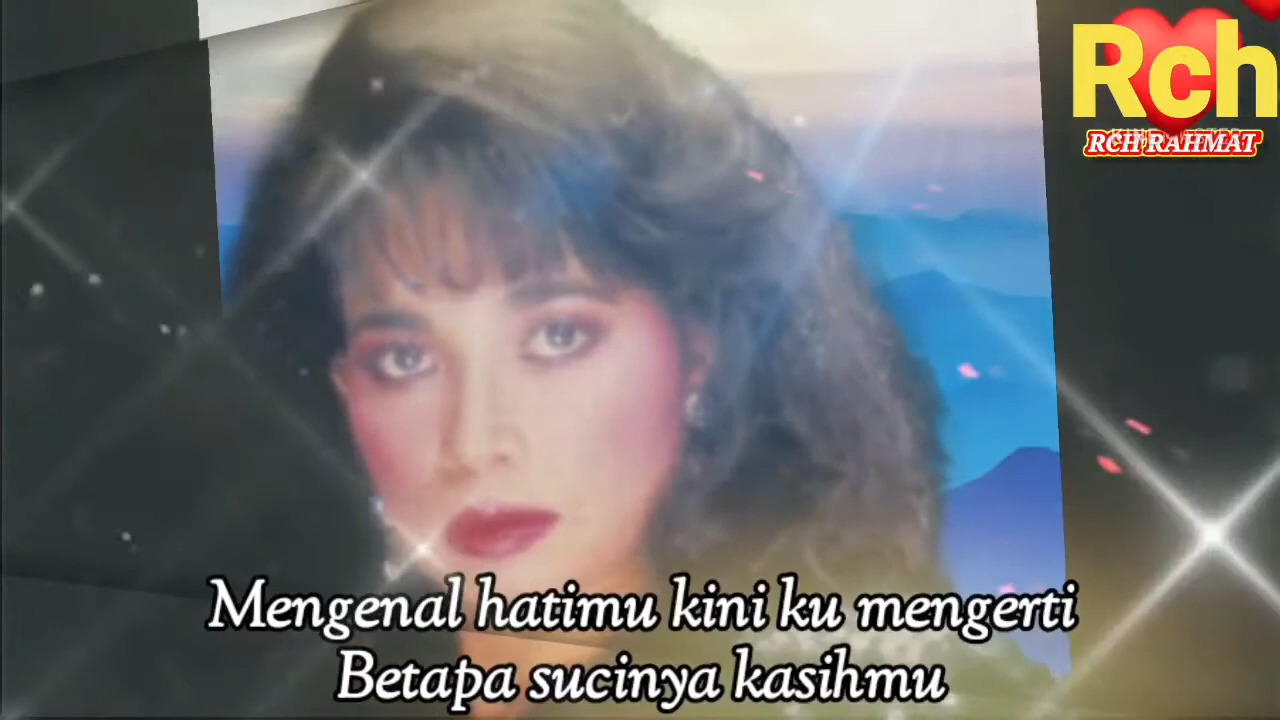 Rch
RCH RAHMAT
Mengenal hatimu kini ku mengerti
Betapa sucinya kasihmu